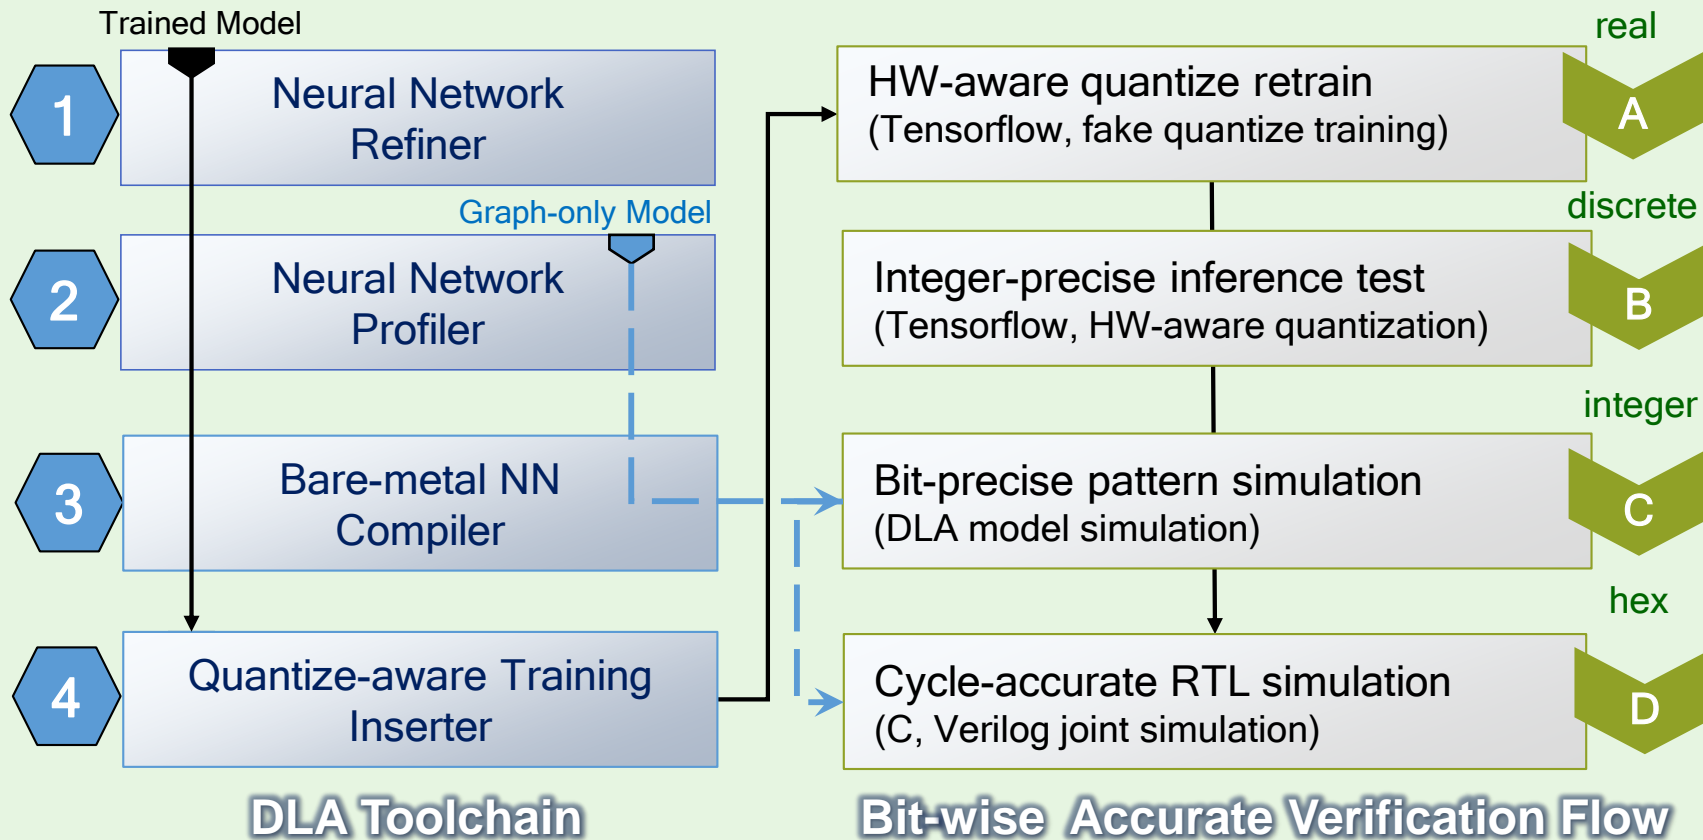 Trained Model
1
Neural Network
Refiner
Graph-only Model
2
Neural Network
Profiler
3
Bare-metal NN
Compiler
4
Quantize-aware Training
Inserter
DLA Toolchain
real
HW-aware quantize retrain
(Tensorflow, fake quantize training)
A
discrete
Integer-precise inference test
(Tensorflow, HW-aware quantization)
B
integer
Bit-precise pattern simulation
(DLA model simulation)
C
hex
Cycle-accurate RTL simulation
(C, Verilog joint simulation)
D
Bit-wise Accurate Verification Flow